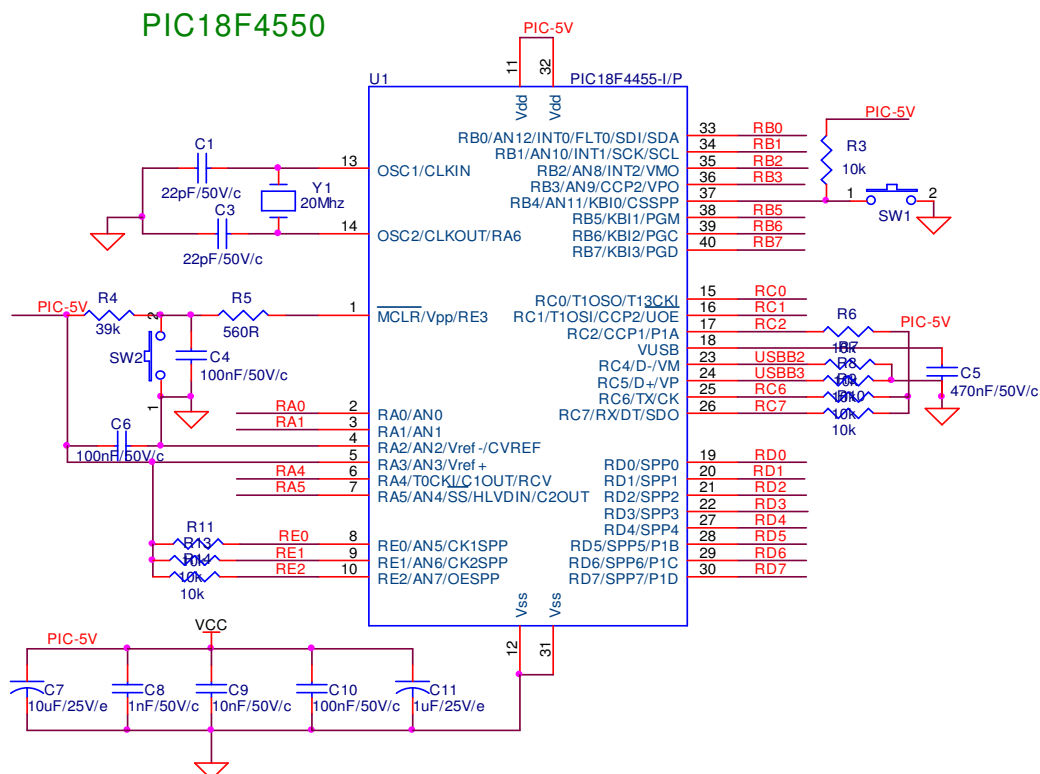 PIC18F4550
PIC-5V
U1
PIC18F4455-I/P
11
32
Vdd
Vdd
C1
22pF/50V/c
Y1
20Mhz
C3
22pF/50V/c
13
OSC1/CLKIN
14
OSC2/CLKOUT/RA6
PIC-5V
R4
39k
2
SW2
1
R5
560R
C4
100nF/50V/c
1
MCLR/Vpp/RE3
C6
100nF/50V/c
RA0
2
RA0/AN0
RA1
3
RA1/AN1
4
RA2/AN2/Vref-/CVREF
5
RA3/AN3/Vref+
RA4
6
RA4/T0CKI/C1OUT/RCV
RA5
7
RA5/AN4/SS/HLVDIN/C2OUT
R11
RE0
8
RE0/AN5/CK1SPP
R13
RE1
9
RE1/AN6/CK2SPP
10k
RE2
10
RE2/AN7/OESPP
10k
RB0/AN12/INT0/FLT0/SDI/SDA
33
RB0
RB1/AN10/INT1/SCK/SCL
34
RB1
RB2/AN8/INT2/VMO
35
RB2
RB3/AN9/CCP2/VPO
36
RB3
RB4/AN11/KBI0/CSSPP
37
RB5/KBI1/PGM
38
RB5
RB6/KBI2/PGC
39
RB6
RB7/KBI3/PGD
40
RB7
PIC-5V
R3
10k
1
2
SW1
RC0/T1OSO/T13CKI
15
RC0
RC1/T1OSI/CCP2/UOE
16
RC1
RC2/CCP1/P1A
17
RC2
R6
PIC-5V
VUSB
18
RC4/D-/VM
23
USBB2
R8
RC5/D+/VP
24
USBB3
RC6/TX/CK
25
RC6
RC7/RX/DT/SDO
26
RC7
10k
10k
C5
470nF/50V/c
RD0/SPP0
19
RD0
RD1/SPP1
20
RD1
RD2/SPP2
21
RD2
RD3/SPP3
22
RD3
RD4/SPP4
27
RD4
RD5/SPP5/P1B
28
RD5
RD6/SPP6/P1C
29
RD6
RD7/SPP7/P1D
30
RD7
Vss
Vss
12
31
PIC-5V
VCC
C7
10uF/25V/e
C8
1nF/50V/c
C9
10nF/50V/c
C10
100nF/50V/c
C11
1uF/25V/e